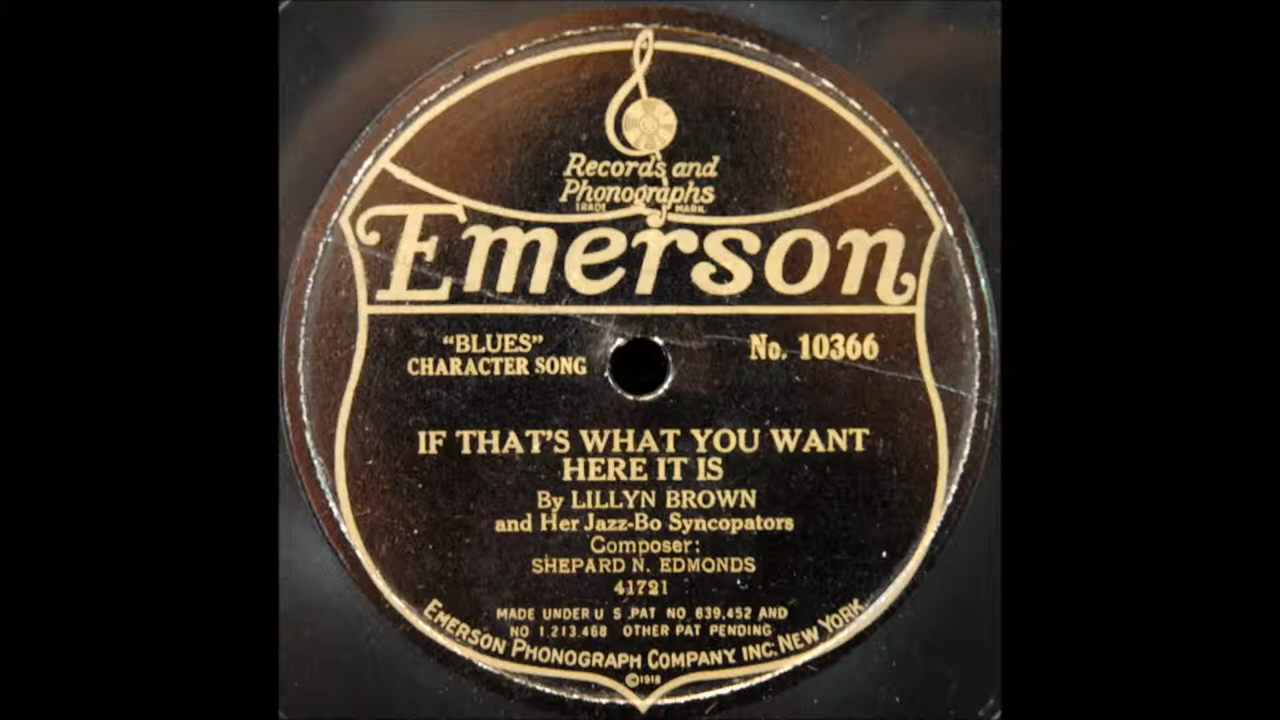 Records and
Phonographs
TRADE MARK.
Emerson
"BLUES"
CHARACTER SONG
No. 10366
IF THAT'S WHAT YOU WANT
HERE IT IS
By LILLYN BROWN
and Her Jazz-Bo Syncopators
Composer:
SHEPARD N. EDMONDS
41721
MADE UNDER U S .PAT NO 639,452 AND
NO 1,213,468 OTHER PAT PENDING
EMERSON PHONOGRAPH COMPANY INC. NEW YORK
©1918